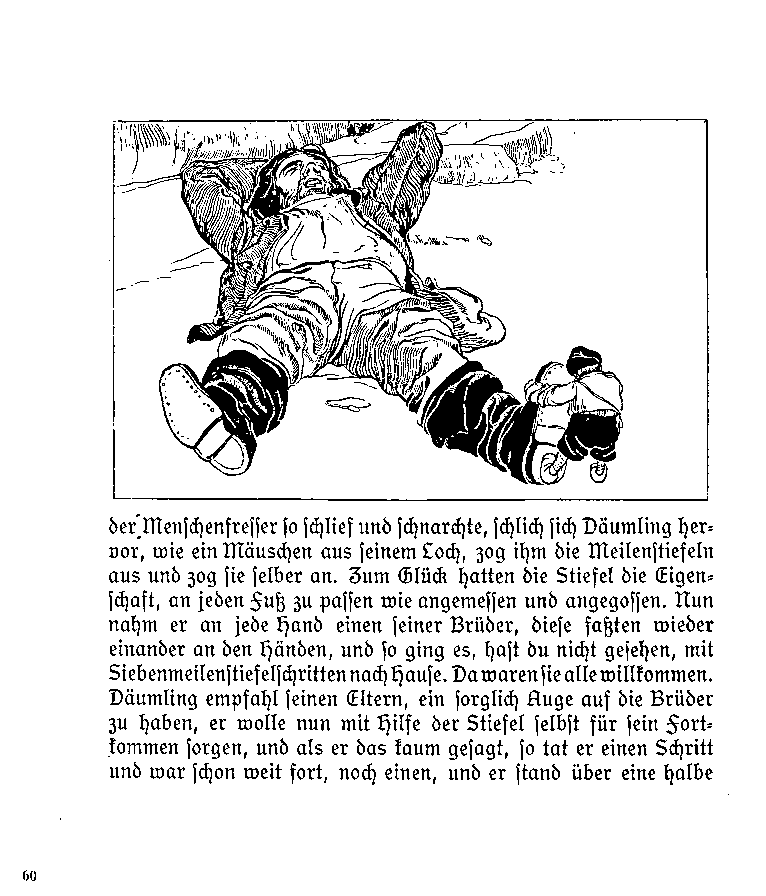 der Menschenfresser so schlief und schnarchte, schlich sich Däumling her-
vor, wie ein Mäuschen aus seinem Loch, zog ihm die Meilenstiefeln
aus und zog sie selber an. Zum Glück hatten die Stiefel die Eigen-
schaft, an jeden Fuß zu passen wie angemessen und angegossen. Nun
nahm er an jede Hand einen seiner Brüder, diese faßten wieder
einander an den Händen, und so ging es, hast du nicht gesehen, mit
Siebenmeilenstiefelschritten nach Hause. Da waren sie alle willkommen.
Däumling empfahl seinen Eltern, ein sorglich Auge auf die Brüder
zu haben, er wolle nun mit Hilfe der Stiefel selbst für sein Fort-
kommen sorgen, und als er das kaum gesagt, so tat er einen Schritt
und war schon weit fort, noch einen, und er stand über eine halbe
60